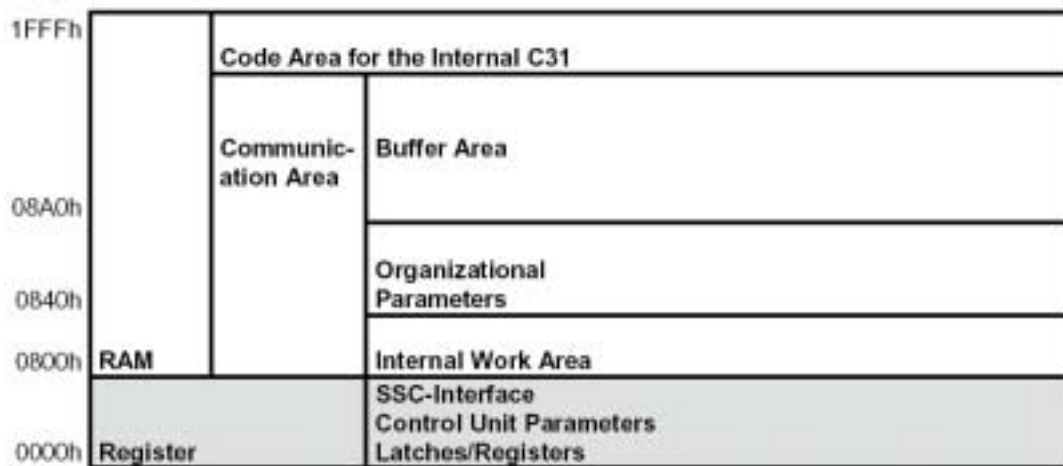 1FFFh
Code Area for the Internal C31
Communic-
ation Area
Buffer Area
08A0h
Organizational
Parameters
0840h
0800h RAM
Internal Work Area
SSC-Interface
Control Unit Parameters
Latches/Registers
0000h Register